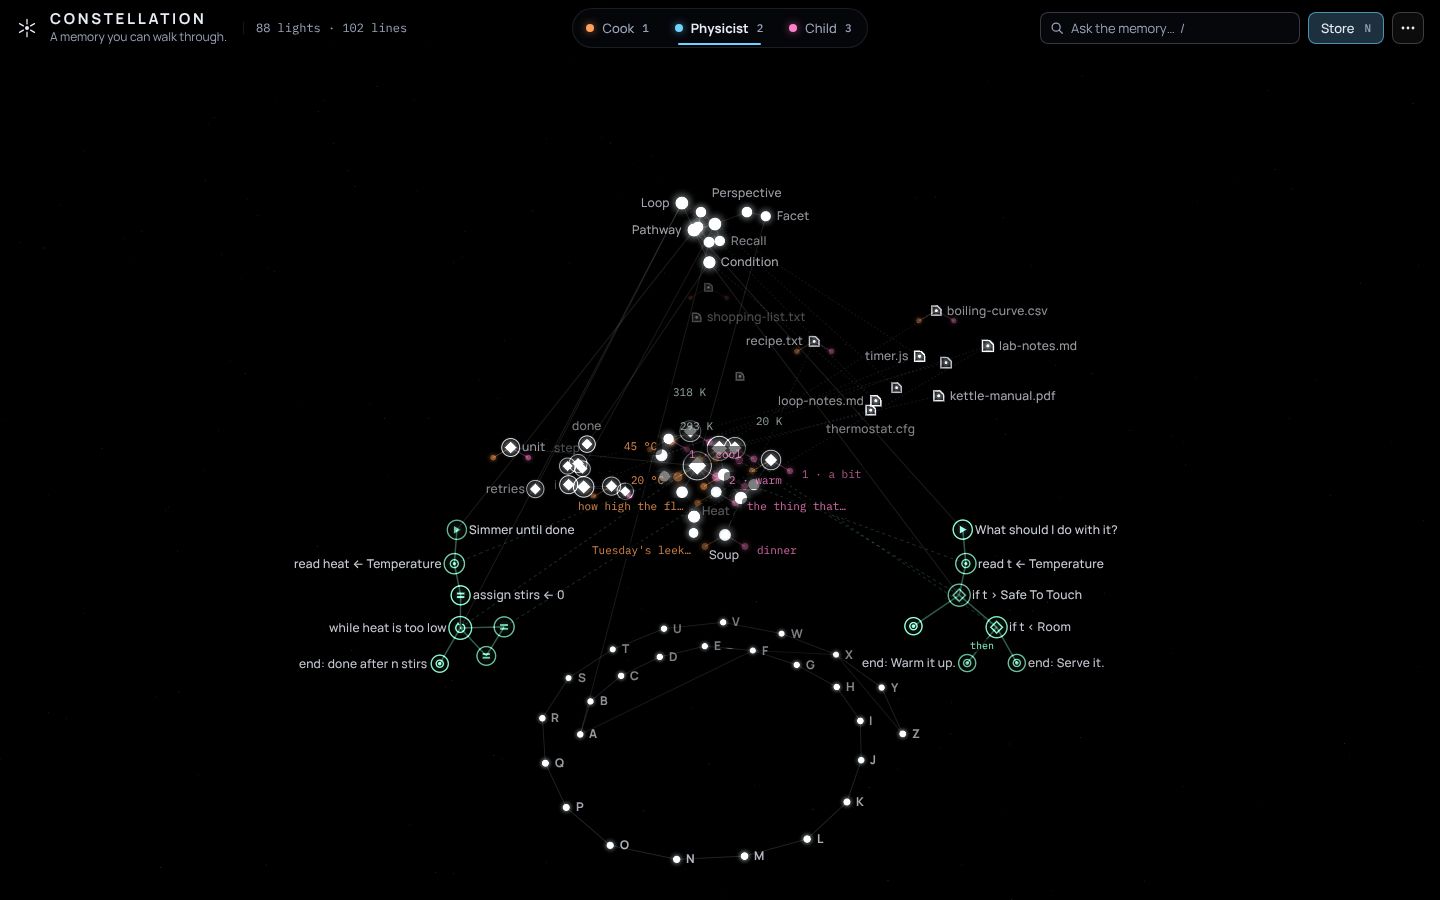 CONSTELLATION
A memory you can walk through.
88 lights · 102 lines
Cook 1
Physicist 2
Child 3
Ask the memory… /
Store N
Perspective
Loop
Facet
Pathway
Recall
Condition
boiling-curve.csv
shopping-list.txt
recipe.txt
lab-notes.md
timer.js
318 K
loop-notes.md
kettle-manual.pdf
20 K
done
293 K
thermostat.cfg
unit
step
45 °C
cool
1 · a bit
20 °C
2 · warm
retries
i
how high the fl…
Heat
the thing that…
Simmer until done
What should I do with it?
Tuesday's leek…
Soup
dinner
read heat ← Temperature
read t ← Temperature
assign stirs ← 0
if t > Safe To Touch
while heat is too low
if t < Room
then
end: done after n stirs
end: Warm it up.
end: Serve it.
U
V
W
T
D
E
F
X
S
C
G
B
H
Y
R
A
I
Z
Q
J
P
K
O
L
N
M